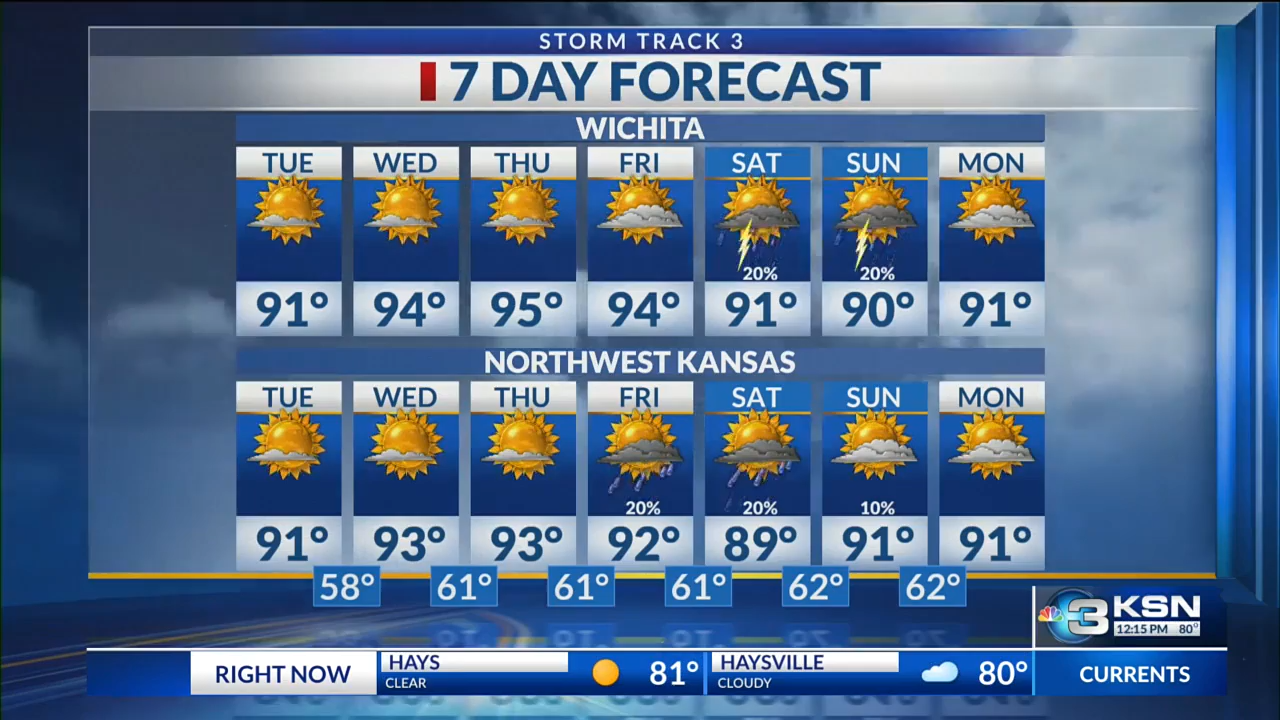 STORM TRACK 3
7 DAY FORECAST
WICHITA
TUE WED THU FRI SAT SUN MON
20% 20%
91° 94° 95° 94° 91° 90° 91°
NORTHWEST KANSAS
TUE WED THU FRI SAT SUN MON
20% 20% 10%
91° 93° 93° 92° 89° 91° 91°
58° 61° 61° 61° 62° 62°
3 KSN
12:15 PM 80°
RIGHT NOW
HAYS
CLEAR
81°
HAYSVILLE
CLOUDY
80°
CURRENTS